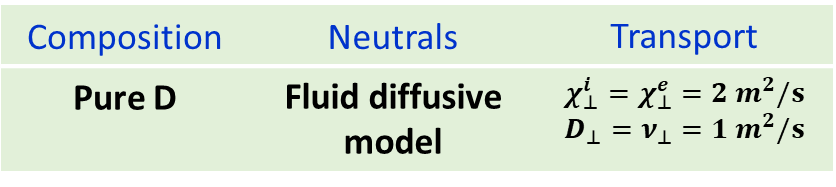 Composition Neutrals Transport
Pure D Fluid diffusive model χ⊥ⁱ = χ⊥ᵉ = 2 m²/s
D⊥ = ν⊥ = 1 m²/s